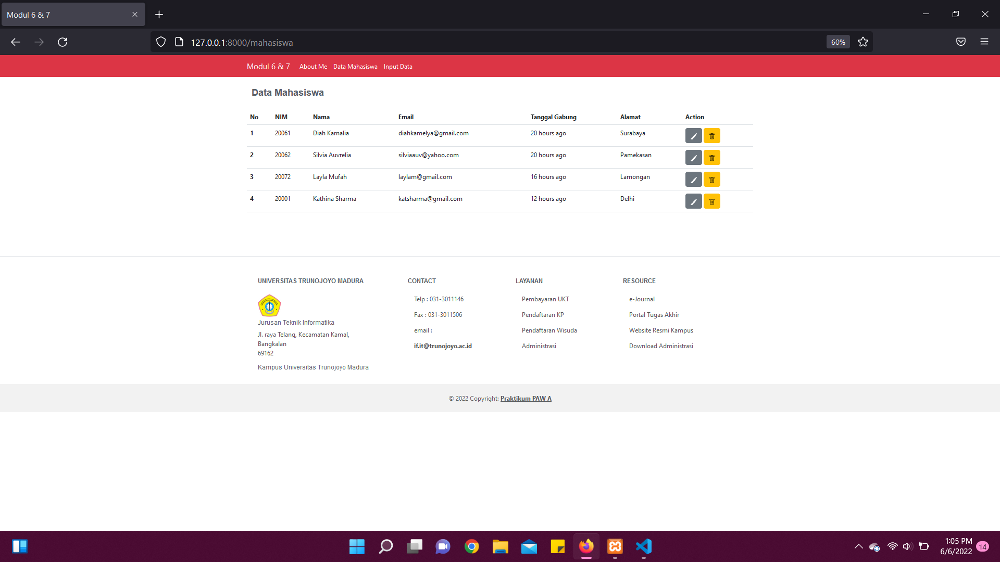 Modul 6 & 7
127.0.0.1:8000/mahasiswa
60%
Modul 6 & 7 About Me Data Mahasiswa Input Data
Data Mahasiswa
No NIM Nama Email Tanggal Gabung Alamat Action
1 20061 Diah Kamalia diahkamelya@gmail.com 20 hours ago Surabaya
2 20062 Silvia Auvrelia silviaauv@yahoo.com 20 hours ago Pamekasan
3 20072 Layla Mufah laylam@gmail.com 16 hours ago Lamongan
4 20001 Kathina Sharma katsharma@gmail.com 12 hours ago Delhi
UNIVERSITAS TRUNOJOYO MADURA
Jurusan Teknik Informatika
Jl. raya Telang, Kecamatan Kamal,
Bangkalan
69162
Kampus Universitas Trunojoyo Madura
CONTACT
Telp : 031-3011146
Fax : 031-3011506
email :
if.it@trunojoyo.ac.id
LAYANAN
Pembayaran UKT
Pendaftaran KP
Pendaftaran Wisuda
Administrasi
RESOURCE
e-Journal
Portal Tugas Akhir
Website Resmi Kampus
Download Administrasi
© 2022 Copyright: Praktikum PAW A
1:05 PM
6/6/2022
14